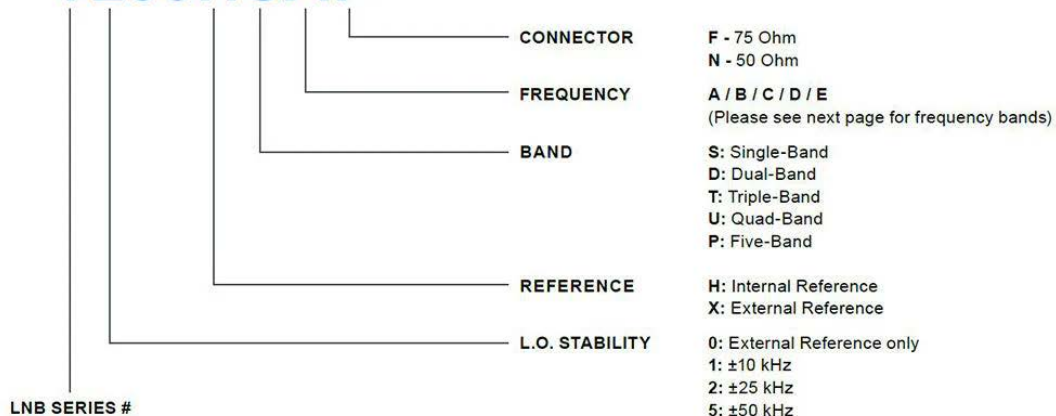 CONNECTOR F - 75 Ohm
N - 50 Ohm
FREQUENCY A / B / C / D / E
(Please see next page for frequency bands)
BAND S: Single-Band
D: Dual-Band
T: Triple-Band
U: Quad-Band
P: Five-Band
REFERENCE H: Internal Reference
X: External Reference
L.O. STABILITY 0: External Reference only
1: ±10 kHz
2: ±25 kHz
LNB SERIES # 5: ±50 kHz